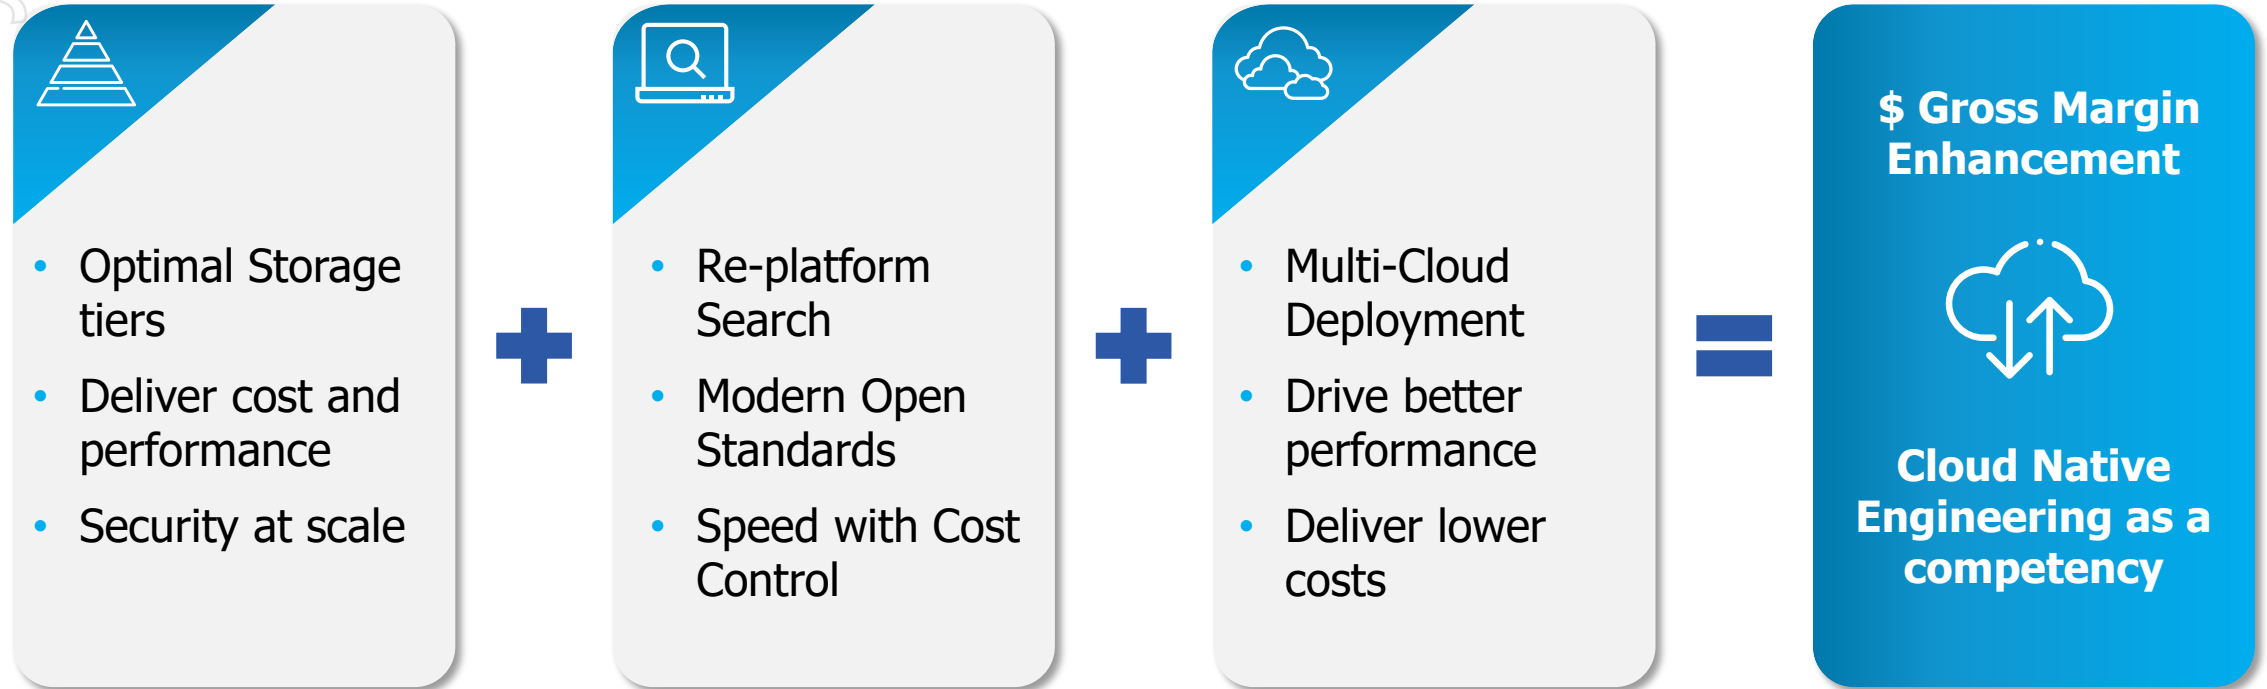 • Optimal Storage
tiers
• Deliver cost and
performance
• Security at scale
• Re-platform
Search
• Modern Open
Standards
• Speed with Cost
Control
• Multi-Cloud
Deployment
• Drive better
performance
• Deliver lower
costs
$ Gross Margin
Enhancement
Cloud Native
Engineering as a
competency